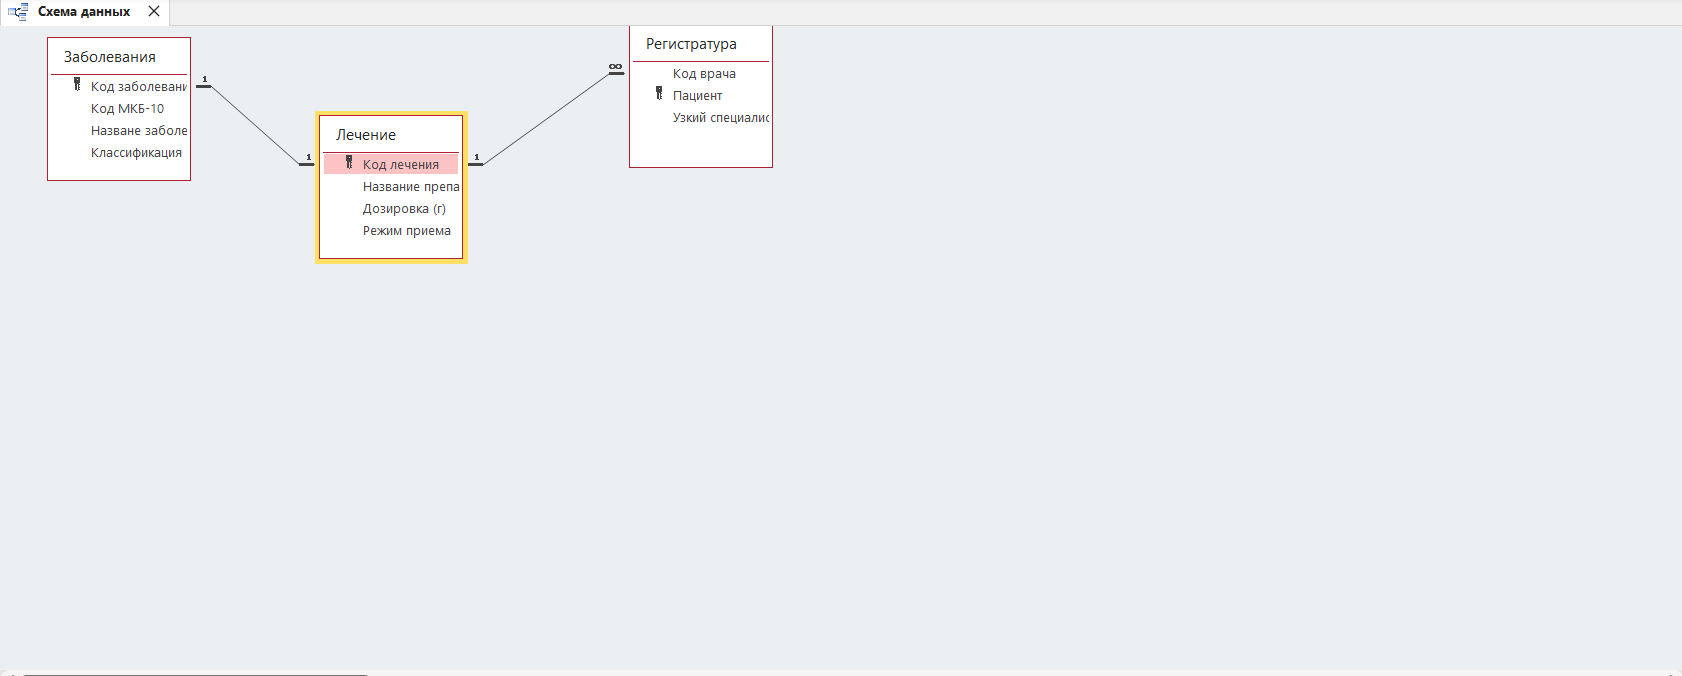 Схема данных
Заболевания
Код заболевани
Код МКБ-10
Назване заболе
Классификация
1
1
Лечение
Код лечения
Название препа
Дозировка (г)
Режим приема
1
∞
Регистратура
Код врача
Пациент
Узкий специалис